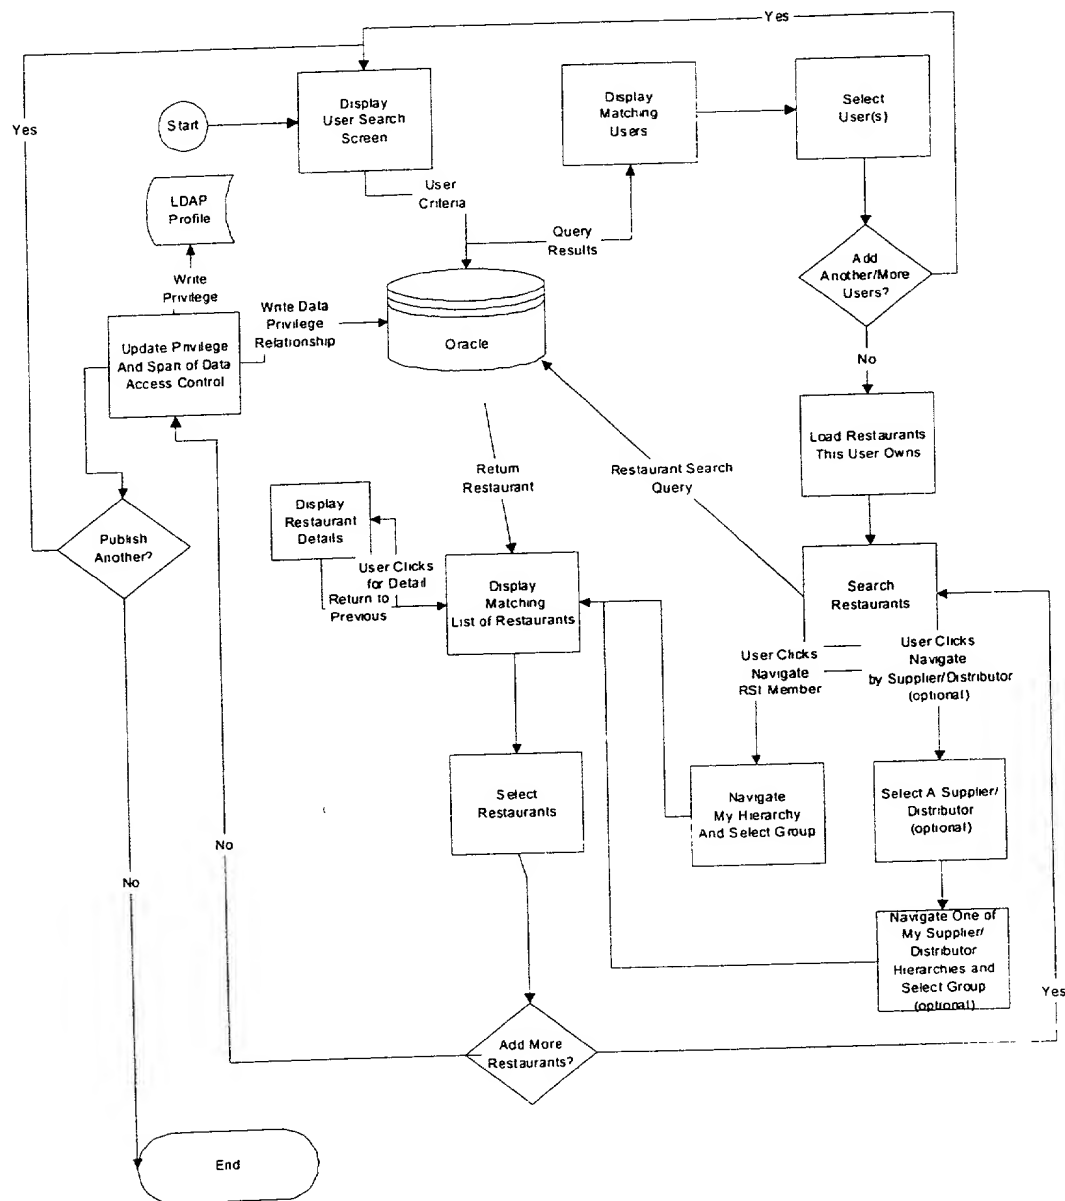 Yes
Yes
Start
Display
User Search
Screen
Display
Matching
Users
Select
User(s)
LDAP
Profile
User
Criteria
Query
Results
Add
Another/More
Users?
Write
Privilege
Write Data
Privilege
Relationship
Oracle
Update Privilege
And Span of Data
Access Control
No
Load Restaurants
This User Owns
Return
Restaurant
Restaurant Search
Query
Display
Restaurant
Details
Publish
Another?
User Clicks
for Detail
Return to
Previous
Display
Matching
List of Restaurants
Search
Restaurants
User Clicks
Navigate
RSI Member
User Clicks
Navigate
by Supplier/Distributor
(optional)
Select
Restaurants
Navigate
My Hierarchy
And Select Group
Select A Supplier/
Distributor
(optional)
No
No
Navigate One of
My Supplier/
Distributor
Hierarchies and
Select Group
(optional)
Yes
Add More
Restaurants?
End